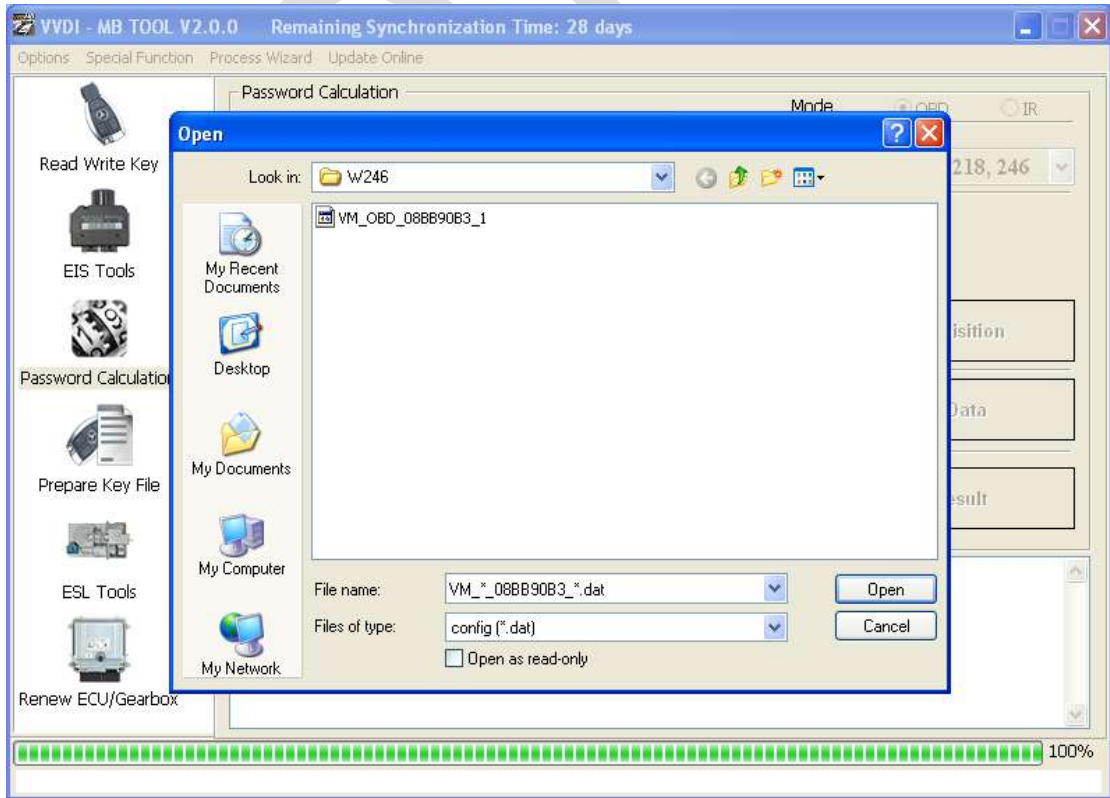 VVDI - MB TOOL V2.0.0 Remaining Synchronization Time: 28 days
Options Special Function Process Wizard Update Online
Password Calculation
Mode OBD IR
Read Write Key
EIS Tools
Password Calculation
Prepare Key File
ESL Tools
Renew ECU/Gearbox
218, 246
isition
Data
esult
Open
Look in: W246
VM_OBD_08BB90B3_1
My Recent
Documents
Desktop
My Documents
My Computer
My Network
File name: VM_*_08BB90B3_*.dat Open
Files of type: config (*.dat) Cancel
Open as read-only
100%